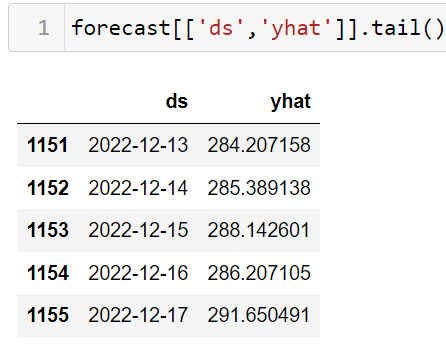 1 forecast[['ds','yhat']].tail()
ds yhat
1151 2022-12-13 284.207158
1152 2022-12-14 285.389138
1153 2022-12-15 288.142601
1154 2022-12-16 286.207105
1155 2022-12-17 291.650491